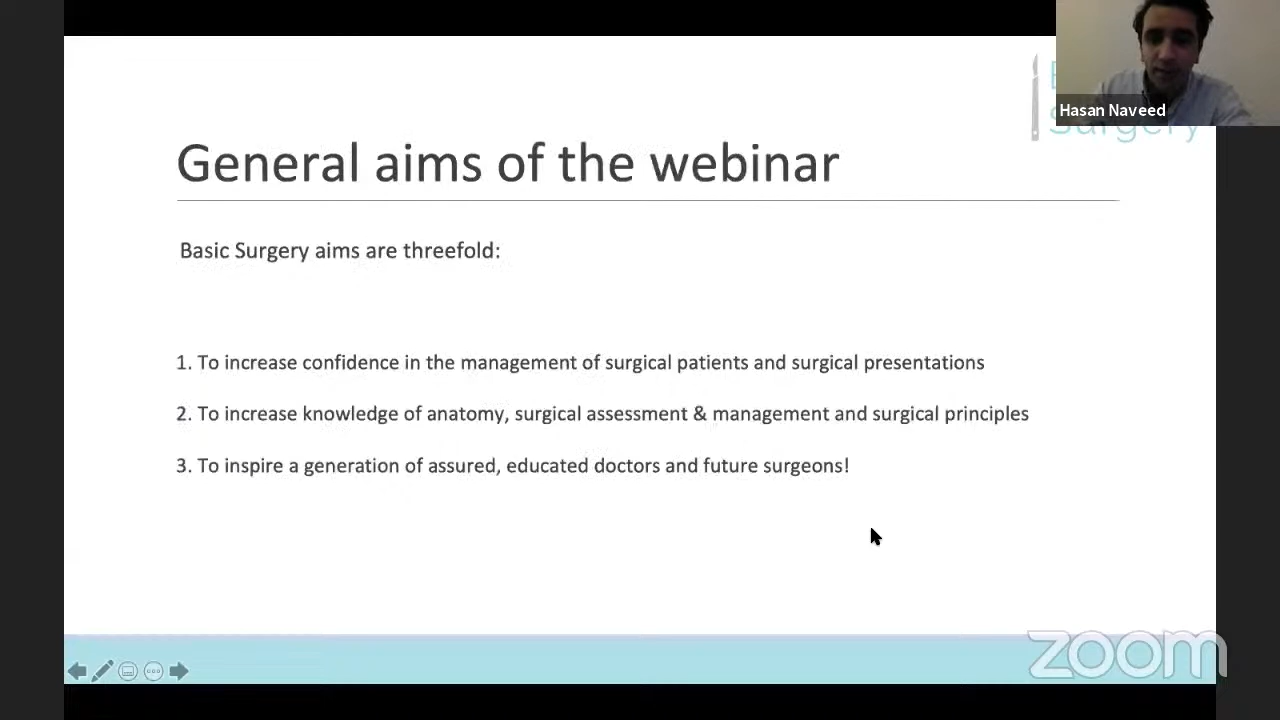 Hasan Naveed
Surgery
General aims of the webinar
Basic Surgery aims are threefold:
1. To increase confidence in the management of surgical patients and surgical presentations
2. To increase knowledge of anatomy, surgical assessment & management and surgical principles
3. To inspire a generation of assured, educated doctors and future surgeons!
zoom